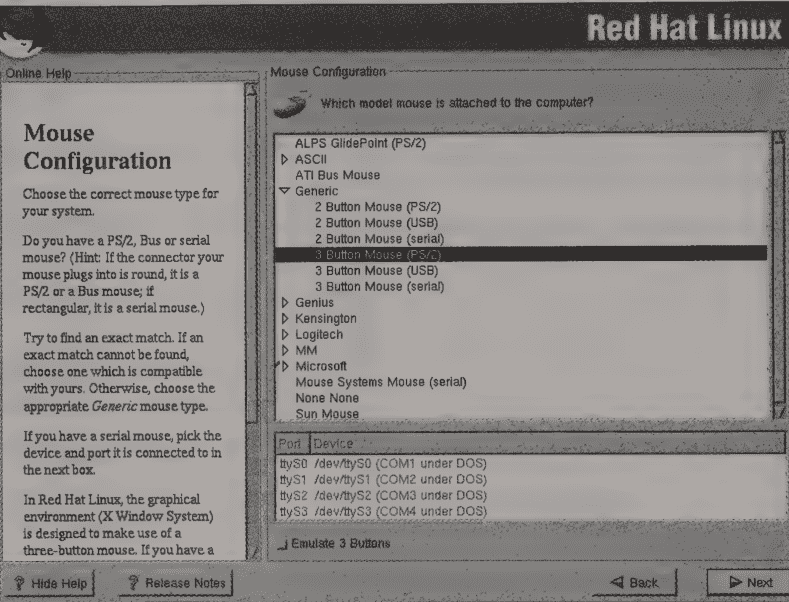 Red Hat Linux
Online Help
Mouse
Configuration
Choose the correct mouse type for
your system.
Do you have a PS/2, Bus or serial
mouse? (Hint: If the connector your
mouse plugs into is round, it is a
PS/2 or a Bus mouse; if
rectangular, it is a serial mouse.)
Try to find an exact match. If an
exact match cannot be found,
choose one which is compatible
with yours. Otherwise, choose the
appropriate Generic mouse type.
If you have a serial mouse, pick the
device and port it is connected to in
the next box.
In Red Hat Linux, the graphical
environment (X Window System)
is designed to make use of a
three-button mouse. If you have a
Mouse Configuration
Which model mouse is attached to the computer?
ALPS GlidePoint (PS/2)
ASCII
ATI Bus Mouse
Generic
2 Button Mouse (PS/2)
2 Button Mouse (USB)
2 Button Mouse (serial)
3 Button Mouse (PS/2)
3 Button Mouse (USB)
3 Button Mouse (serial)
Genius
Kensington
Logitech
MM
Microsoft
Mouse Systems Mouse (serial)
None None
Sun Mouse
Port Device
ttyS0 /dev/ttyS0 (COM1 under DOS)
ttyS1 /dev/ttyS1 (COM2 under DOS)
ttyS2 /dev/ttyS2 (COM3 under DOS)
ttyS3 /dev/ttyS3 (COM4 under DOS)
Emulate 3 Buttons
Hide Help
Release Notes
Back
Next